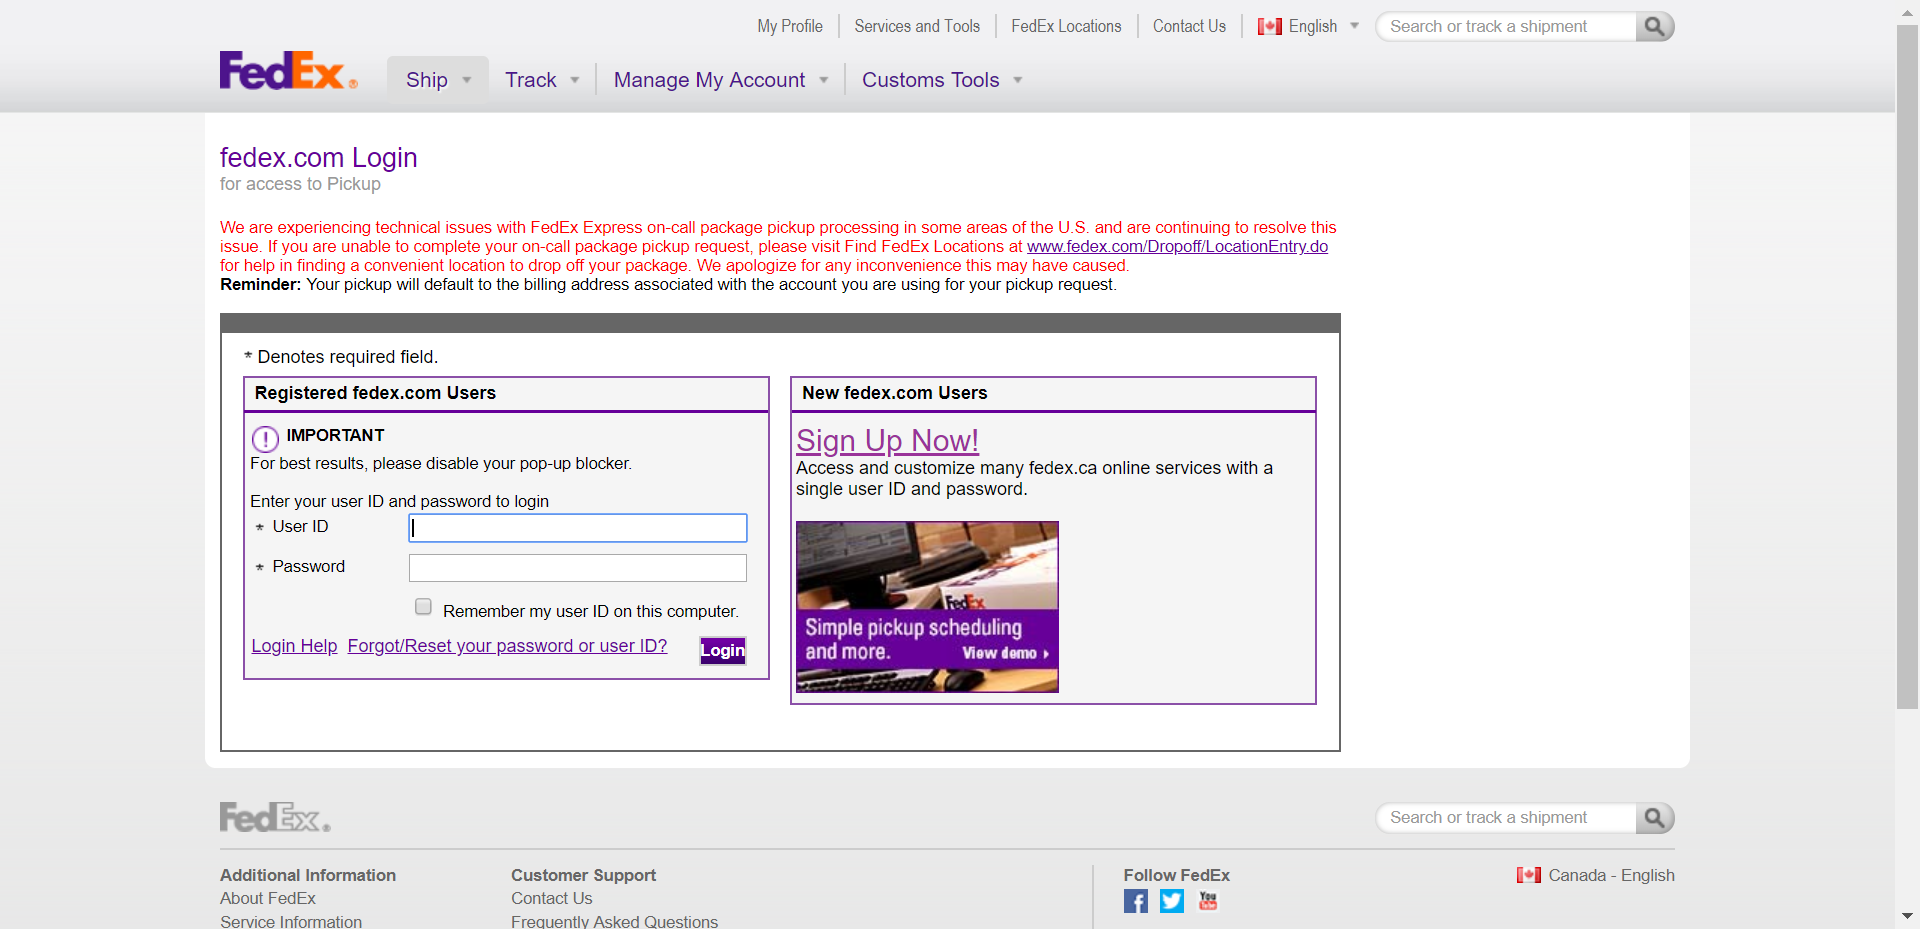 My Profile
Services and Tools
FedEx Locations
Contact Us
English
Search or track a shipment
FedEx®
Ship
Track
Manage My Account
Customs Tools
fedex.com Login
for access to Pickup
We are experiencing technical issues with FedEx Express on-call package pickup processing in some areas of the U.S. and are continuing to resolve this
issue. If you are unable to complete your on-call package pickup request, please visit Find FedEx Locations at www.fedex.com/Dropoff/LocationEntry.do
for help in finding a convenient location to drop off your package. We apologize for any inconvenience this may have caused.
Reminder: Your pickup will default to the billing address associated with the account you are using for your pickup request.
* Denotes required field.
Registered fedex.com Users
IMPORTANT
For best results, please disable your pop-up blocker.
Enter your user ID and password to login
* User ID
* Password
Remember my user ID on this computer.
Login Help Forgot/Reset your password or user ID?
Login
New fedex.com Users
Sign Up Now!
Access and customize many fedex.ca online services with a
single user ID and password.
FedEx
Simple pickup scheduling
and more.
View demo
FedEx®
Search or track a shipment
Additional Information
About FedEx
Service Information
Customer Support
Contact Us
Frequently Asked Questions
Follow FedEx
You
Tube
Canada - English